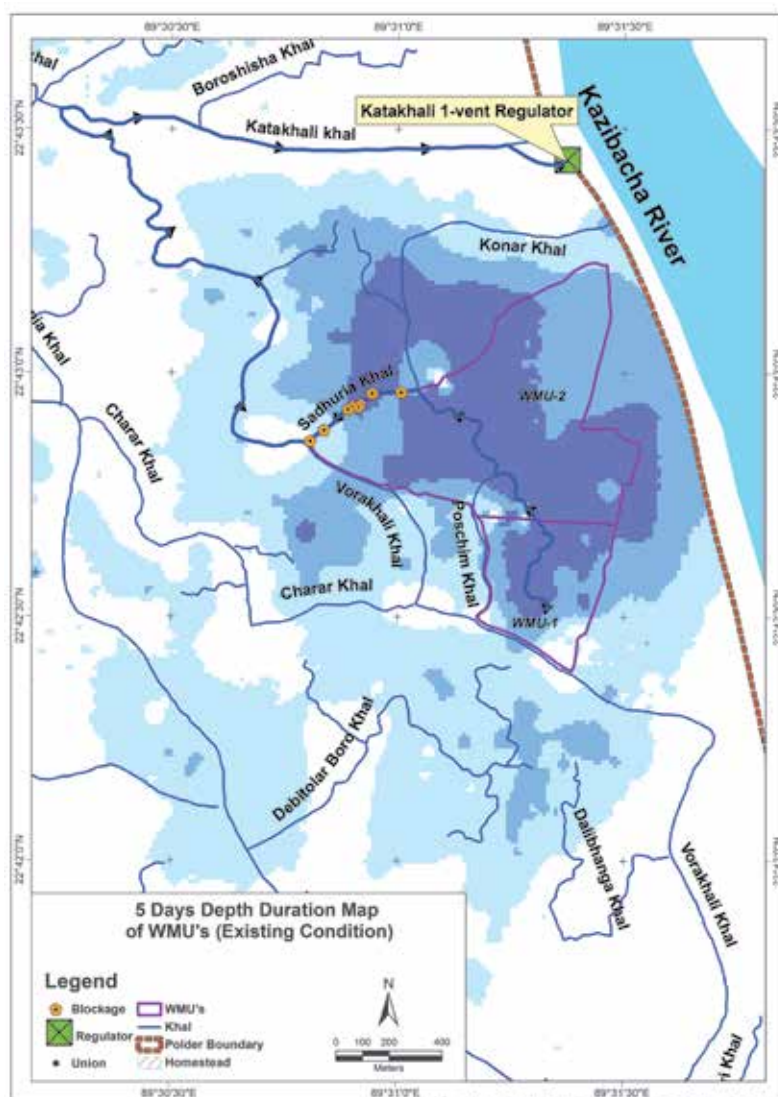 89°30'30"E 89°31'0"E 89°31'30"E
Boroshisha Khal
Katakhali khal
Katakhali 1-vent Regulator
Kazibacha River
22°43'30"N
Konar Khal
22°43'0"N
Sadhuria Khal
WMU-2
Charar Khal
Vorakhali Khal
Poschim Khal
Charar Khal
WMU-1
22°42'30"N
Debitolar Boro Khal
Dalibhanga Khal
Vorakhali Khal
22°42'0"N
5 Days Depth Duration Map
of WMU's (Existing Condition)
Legend
Blockage
Regulator
Union
WMU's
Khal
Polder Boundary
Homestead
N
0 100 200 400
Meters
89°30'30"E 89°31'0"E 89°31'30"E